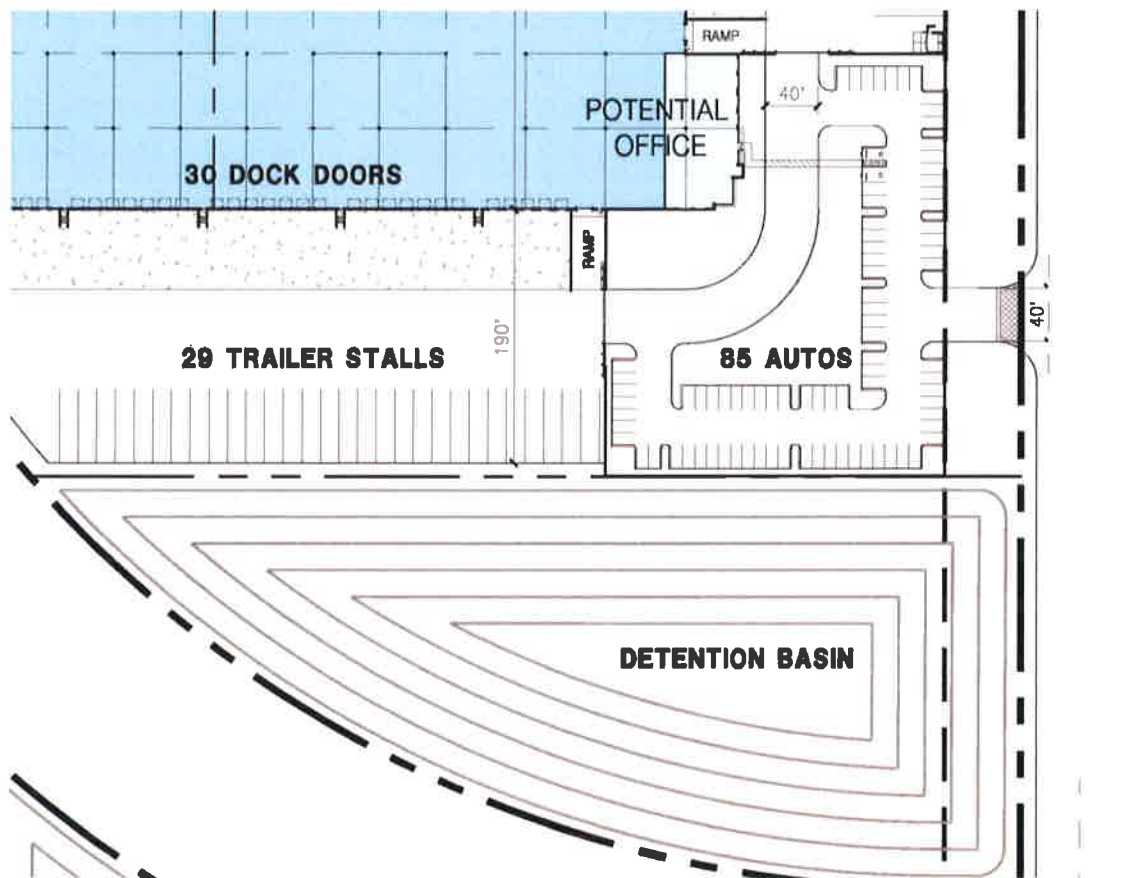 RAMP
40'
POTENTIAL
OFFICE
30 DOCK DOORS
RAMP
40'
190'
29 TRAILER STALLS
85 AUTOS
DETENTION BASIN